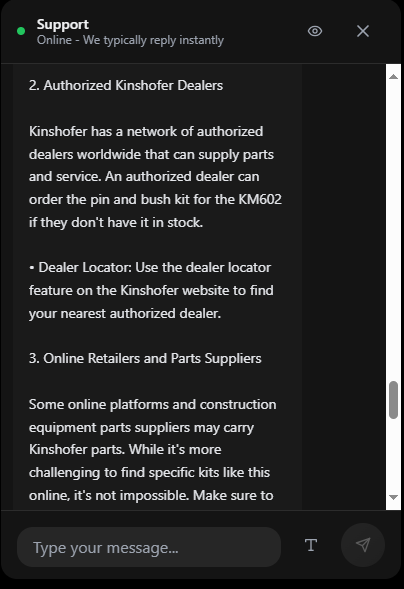 Support
Online - We typically reply instantly
2. Authorized Kinshofer Dealers
Kinshofer has a network of authorized
dealers worldwide that can supply parts
and service. An authorized dealer can
order the pin and bush kit for the KM602
if they don't have it in stock.
• Dealer Locator: Use the dealer locator
feature on the Kinshofer website to find
your nearest authorized dealer.
3. Online Retailers and Parts Suppliers
Some online platforms and construction
equipment parts suppliers may carry
Kinshofer parts. While it's more
challenging to find specific kits like this
online, it's not impossible. Make sure to
Type your message...
T